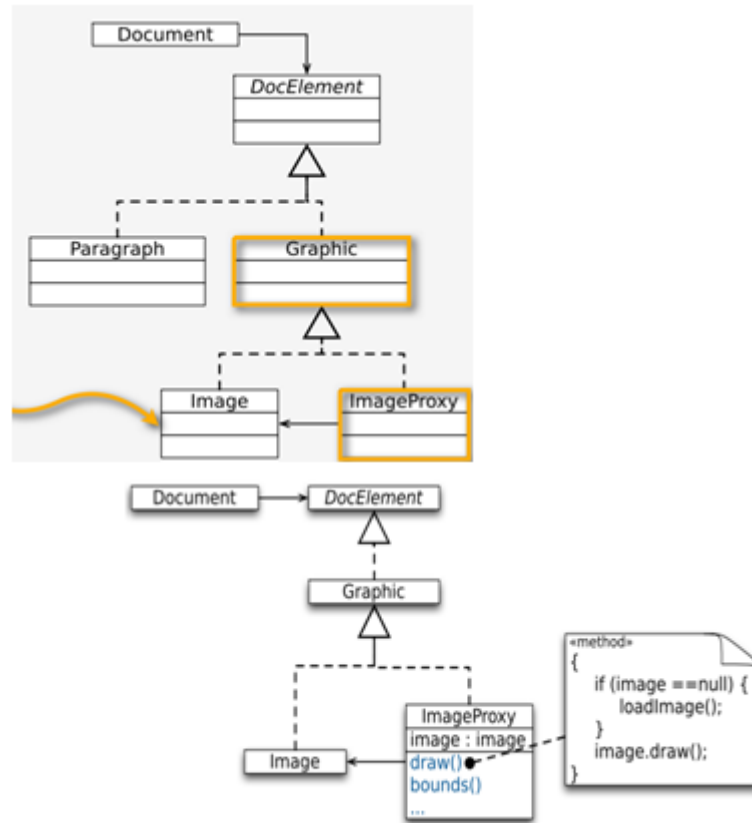 Document
DocElement
Paragraph
Graphic
Image
ImageProxy
Document
DocElement
Graphic
ImageProxy
image : image
draw()
bounds()
...
Image
«method»
{
if (image ==null) {
loadImage();
}
image.draw();
}